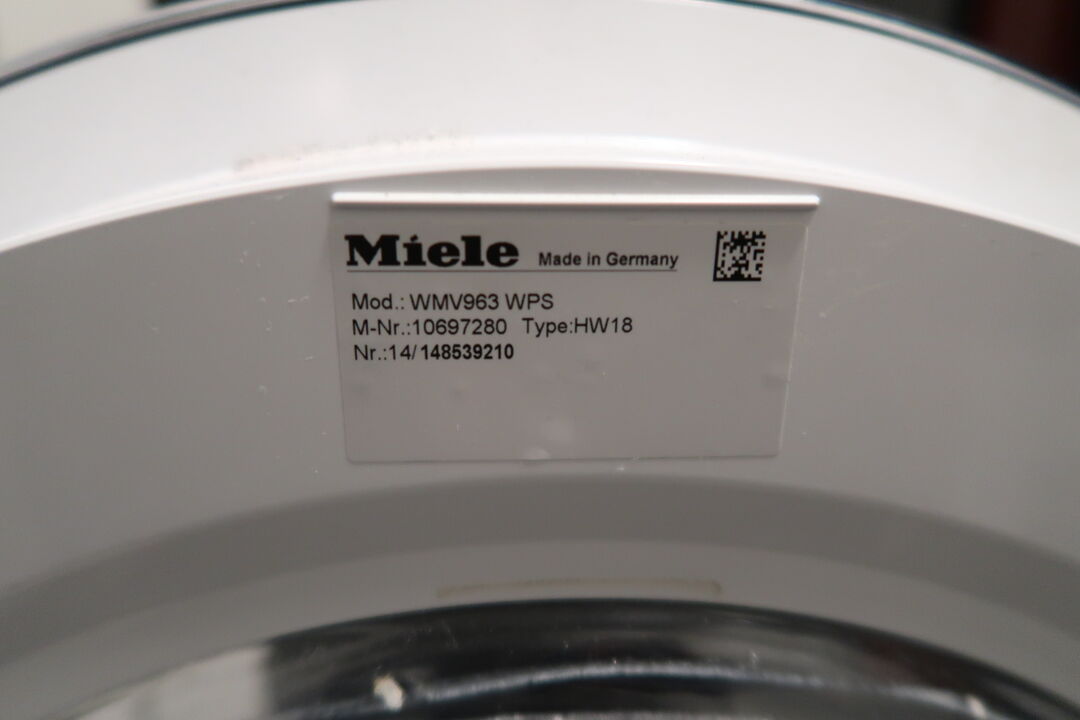 Miele Made in Germany
Mod.: WMV963 WPS
M-Nr.:10697280 Type:HW18
Nr.:14/148539210